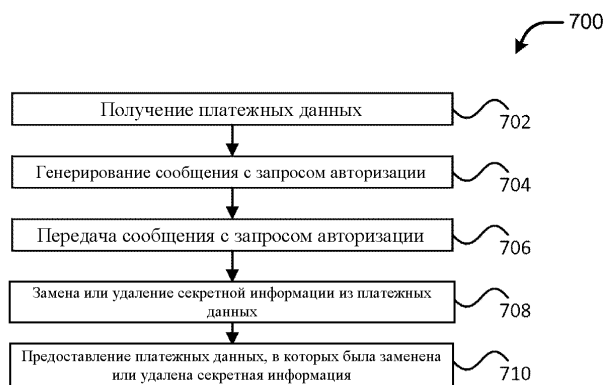 700
Получение платежных данных
702
Генерирование сообщения с запросом авторизации
704
Передача сообщения с запросом авторизации
706
Замена или удаление секретной информации из платежных
данных
708
Предоставление платежных данных, в которых была заменена
или удалена секретная информация
710